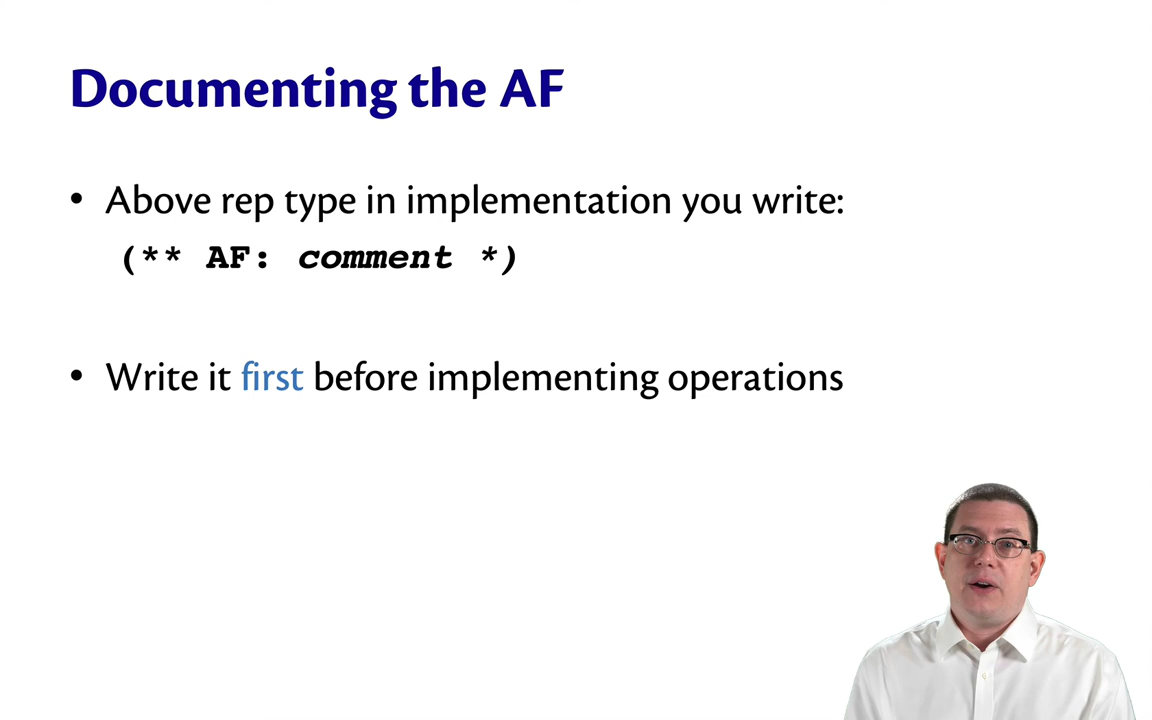 Documenting the AF
• Above rep type in implementation you write:
(** AF: comment *)
• Write it first before implementing operations